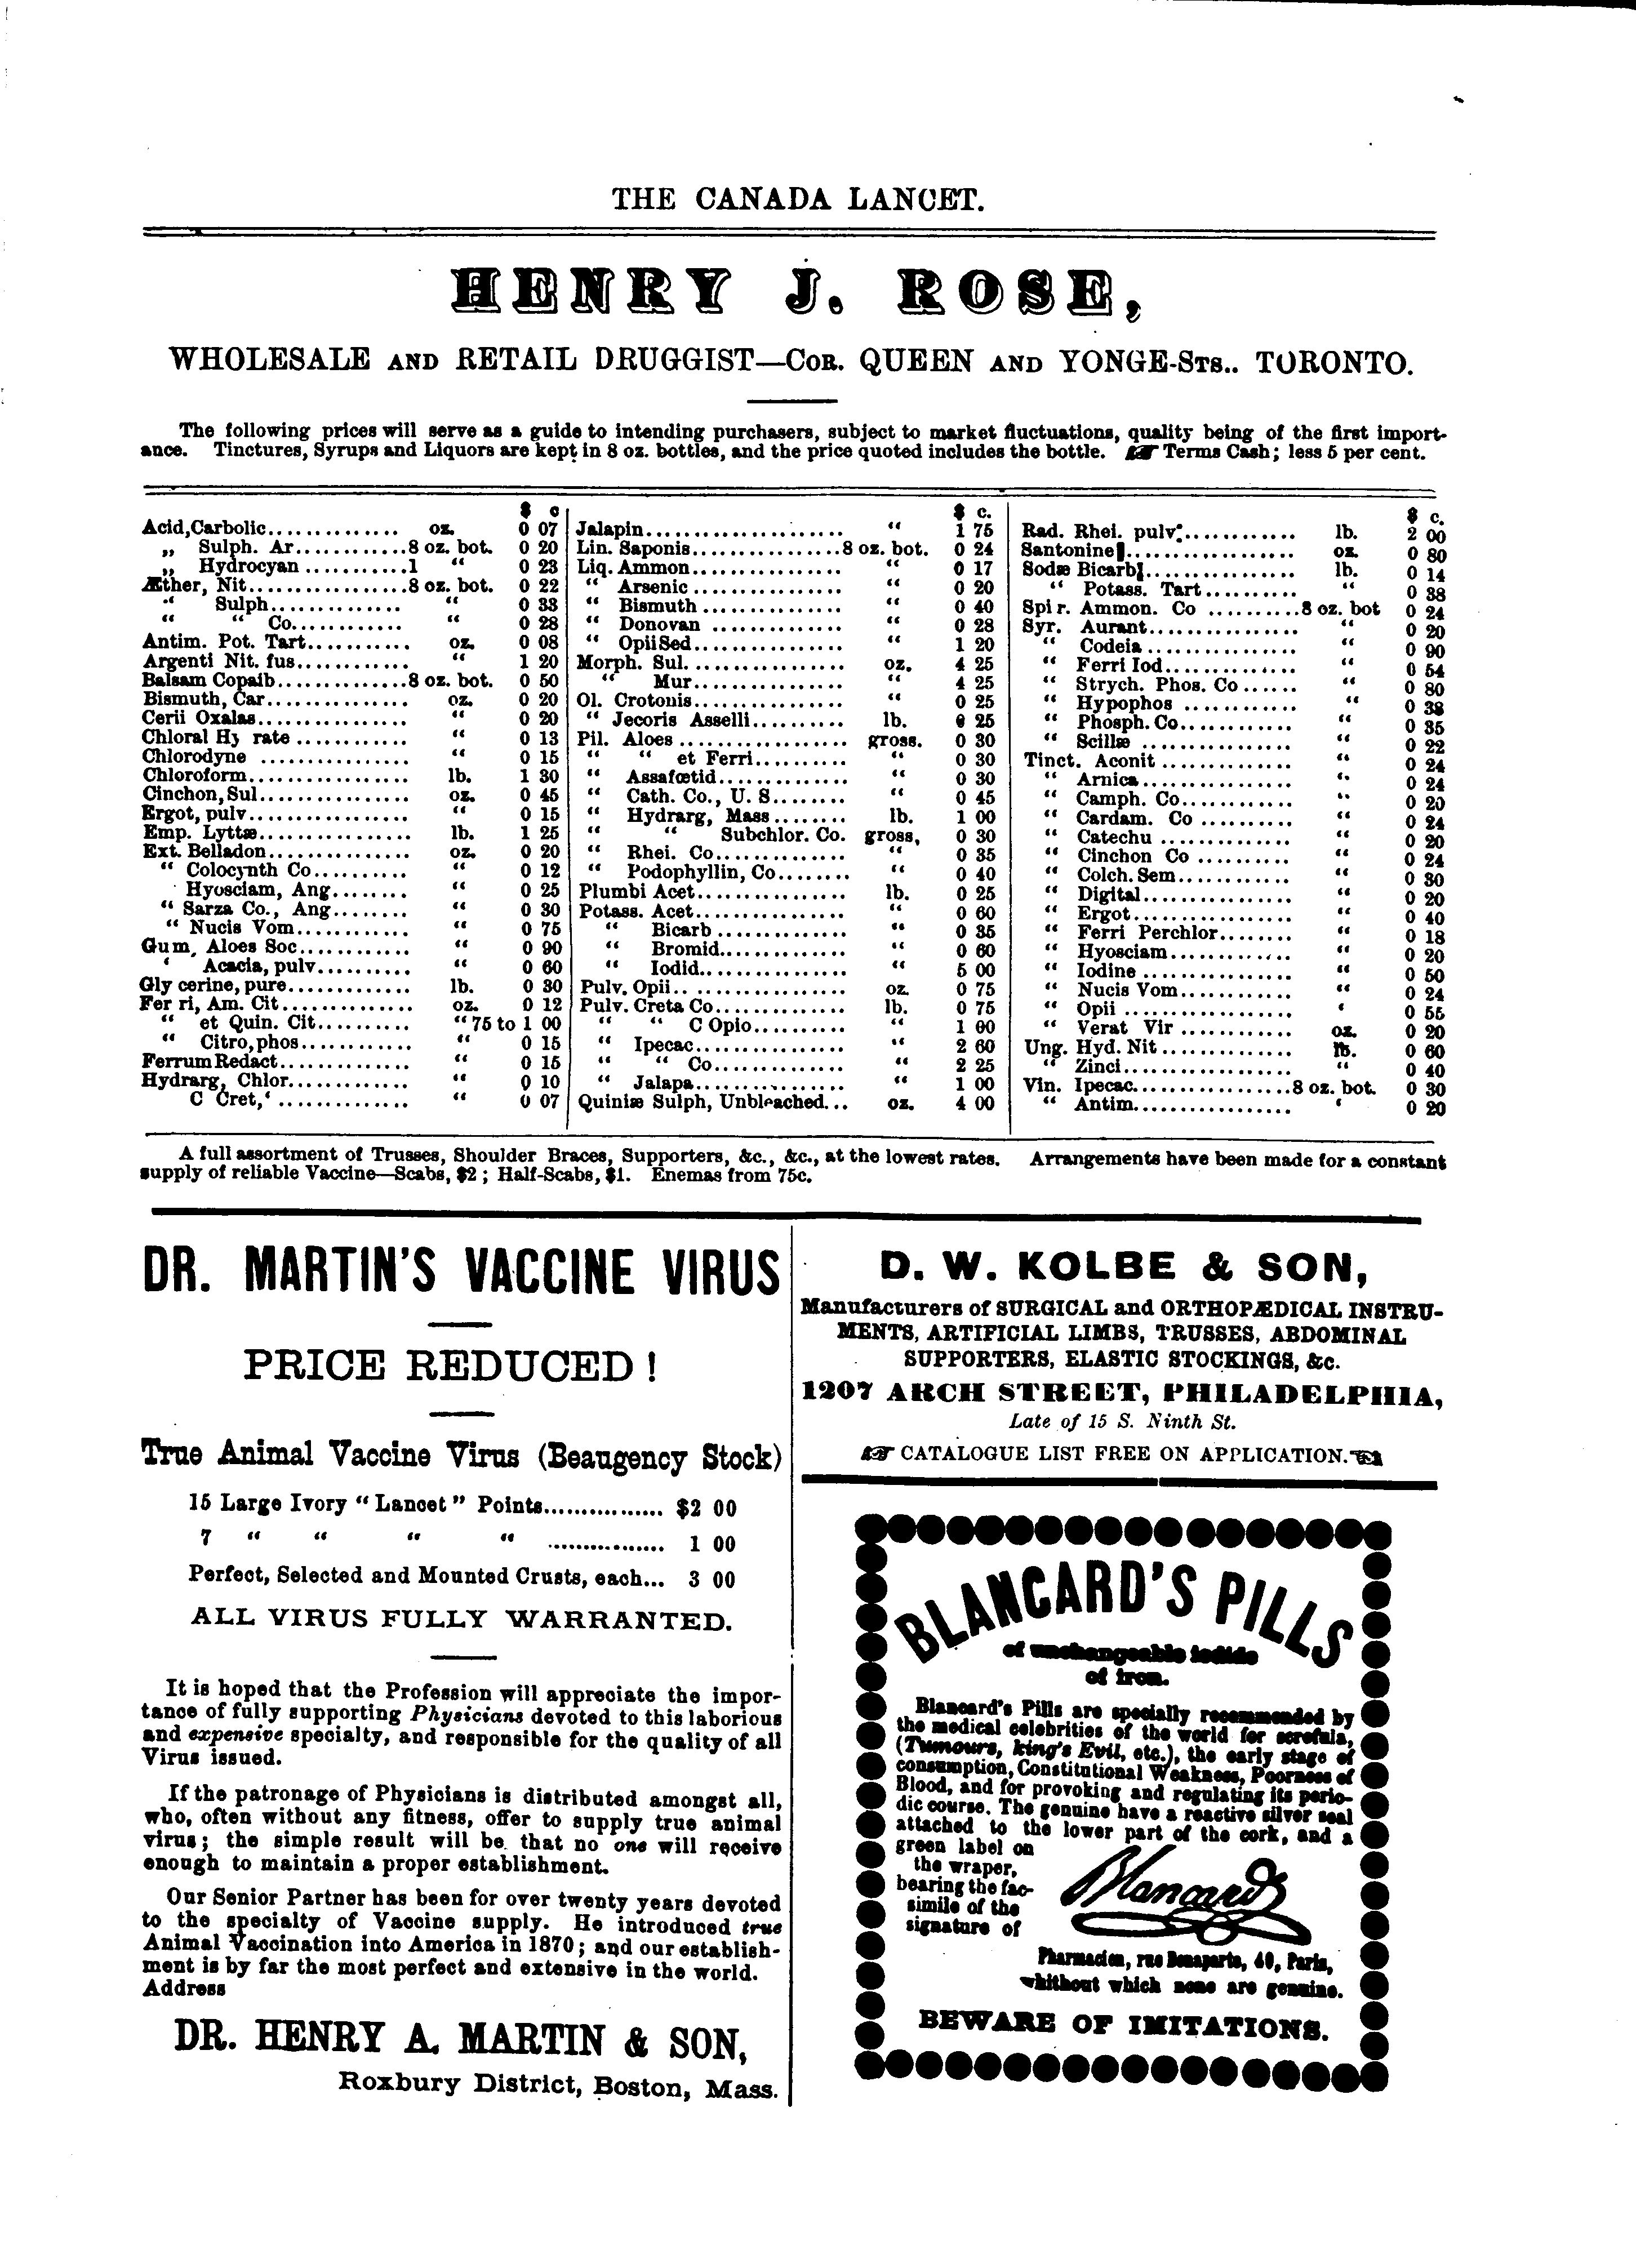 THE CANADA LANCET.
HENRY J. ROSE,
WHOLESALE AND RETAIL DRUGGIST—COR. QUEEN AND YONGE-STS.. TORONTO.
The following prices will serve as a guide to intending purchasers, subject to market fluctuations, quality being of the first import-
ance. Tinctures, Syrups and Liquors are kept in 8 oz. bottles, and the price quoted includes the bottle. ☞ Terms Cash; less 5 per cent.
$ c
Acid,Carbolic.............. oz. 0 07
„ Sulph. Ar............8 oz. bot. 0 20
„ Hydrocyan ...........1 “ 0 23
Æther, Nit.................8 oz. bot. 0 22
“ Sulph.............. “ 0 33
“ “ Co............ “ 0 28
Antim. Pot. Tart........... oz. 0 08
Argenti Nit. fus............ “ 1 20
Balsam Copaib..............8 oz. bot. 0 50
Bismuth, Car............... oz. 0 20
Cerii Oxalas................ “ 0 20
Chloral Hy rate ............ “ 0 13
Chlorodyne ................ “ 0 15
Chloroform................. lb. 1 30
Cinchon, Sul................ oz. 0 45
Ergot, pulv................. “ 0 15
Emp. Lyttæ................ lb. 1 25
Ext. Belladon............... oz. 0 20
“ Colocynth Co.......... “ 0 12
Hyosciam, Ang........ “ 0 25
“ Sarza Co., Ang........ “ 0 30
“ Nucis Vom............ “ 0 75
Gum, Aloes Soc............ “ 0 90
‘ Acacia, pulv.......... “ 0 60
Gly cerine, pure............. lb. 0 30
Fer ri, Am. Cit.............. oz. 0 12
“ et Quin. Cit.......... “ 75 to 1 00
“ Citro,phos............ “ 0 15
Ferrum Redact.............. “ 0 15
Hydrarg, Chlor............. “ 0 10
C Cret,‘ .............. “ 0 07
$ c.
Jalapin..................... “ 1 75
Lin. Saponis................8 oz. bot. 0 24
Liq. Ammon................ “ 0 17
“ Arsenic ................ “ 0 20
“ Bismuth ............... “ 0 40
“ Donovan .............. “ 0 28
“ Opii Sed................ “ 1 20
Morph. Sul. ................ oz. 4 25
“ Mur................ “ 4 25
Ol. Crotonis................ “ 0 25
“ Jecoris Asselli.......... lb. 0 25
Pil. Aloes .................. gross. 0 30
“ “ et Ferri.......... “ 0 30
“ Assafœtid.............. “ 0 30
“ Cath. Co., U. S........ “ 0 45
“ Hydrarg, Mass........ lb. 1 00
“ “ Subchlor. Co. gross, 0 30
“ Rhei. Co.............. “ 0 35
“ Podophyllin, Co........ “ 0 40
Plumbi Acet................ lb. 0 25
Potass. Acet................ “ 0 60
“ Bicarb .............. “ 0 35
“ Bromid.............. “ 0 60
“ Iodid................ “ 5 00
Pulv. Opii.. ................ oz. 0 75
Pulv. Creta Co.............. lb. 0 75
“ “ C Opio.......... “ 1 00
“ Ipecac................ “ 2 60
“ “ Co.............. “ 2 25
“ Jalapa................ “ 1 00
Quiniæ Sulph, Unbleached... oz. 4 00
$ c.
Rad. Rhei. pulv............. lb. 2 00
Santonine.................. oz. 0 80
Sodæ Bicarb................ lb. 0 14
“ Potass. Tart.......... “ 0 38
Spi r. Ammon. Co ..........8 oz. bot 0 24
Syr. Aurant................ “ 0 20
“ Codeia................ “ 0 90
“ Ferri Iod.............. “ 0 54
“ Strych. Phos. Co...... “ 0 80
“ Hypophos ............ “ 0 38
“ Phosph. Co............ “ 0 35
“ Scillæ ................ “ 0 22
Tinct. Aconit .............. “ 0 24
“ Arnica................ “ 0 24
“ Camph. Co............ “ 0 20
“ Cardam. Co .......... “ 0 24
“ Catechu .............. “ 0 20
“ Cinchon Co .......... “ 0 24
“ Colch. Sem............ “ 0 30
“ Digital................ “ 0 20
“ Ergot................. “ 0 40
“ Ferri Perchlor........ “ 0 18
“ Hyosciam............. “ 0 20
“ Iodine ................ “ 0 50
“ Nucis Vom............ “ 0 24
“ Opii .................. ‘ 0 55
“ Verat Vir ............ oz. 0 20
Ung. Hyd. Nit.............. lb. 0 60
“ Zinci.................. “ 0 40
Vin. Ipecac.................8 oz. bot. 0 30
“ Antim................. ‘ 0 20
A full assortment of Trusses, Shoulder Braces, Supporters, &c., &c., at the lowest rates. Arrangements have been made for a constant
supply of reliable Vaccine—Scabs, $2; Half-Scabs, $1. Enemas from 75c.
DR. MARTIN'S VACCINE VIRUS
PRICE REDUCED!
True Animal Vaccine Virus (Beaugency Stock)
15 Large Ivory “Lancet” Points................ $2 00
7 “ “ “ “ ................ 1 00
Perfect, Selected and Mounted Crusts, each... 3 00
ALL VIRUS FULLY WARRANTED.
It is hoped that the Profession will appreciate the impor-
tance of fully supporting Physicians devoted to this laborious
and expensive specialty, and responsible for the quality of all
Virus issued.
If the patronage of Physicians is distributed amongst all,
who, often without any fitness, offer to supply true animal
virus; the simple result will be that no one will receive
enough to maintain a proper establishment.
Our Senior Partner has been for over twenty years devoted
to the specialty of Vaccine supply. He introduced true
Animal Vaccination into America in 1870; and our establish-
ment is by far the most perfect and extensive in the world.
Address
DR. HENRY A. MARTIN & SON,
Roxbury District, Boston, Mass.
D. W. KOLBE & SON,
Manufacturers of SURGICAL and ORTHOPÆDICAL INSTRU-
MENTS, ARTIFICIAL LIMBS, TRUSSES, ABDOMINAL
SUPPORTERS, ELASTIC STOCKINGS, &c.
1207 ARCH STREET, PHILADELPHIA,
Late of 15 S. Ninth St.
☞ CATALOGUE LIST FREE ON APPLICATION. ☜
BLANCARD'S PILLS
of unchangeable iodide
of iron.
Blancard's Pills are specially recommended by
the medical celebrities of the world for scrofula,
(Tumours, king's Evil, etc.), the early stage of
consumption, Constitutional Weakness, Poorness of
Blood, and for provoking and regulating its perio-
dic course. The genuine have a reactive silver seal
attached to the lower part of the cork, and a
green label on
the wraper,
bearing the fac-
simile of the
signature of
Blancard
Pharmacien, rue Bonaparte, 40, Paris,
whithout which none are genuine.
BEWARE OF IMITATIONS.